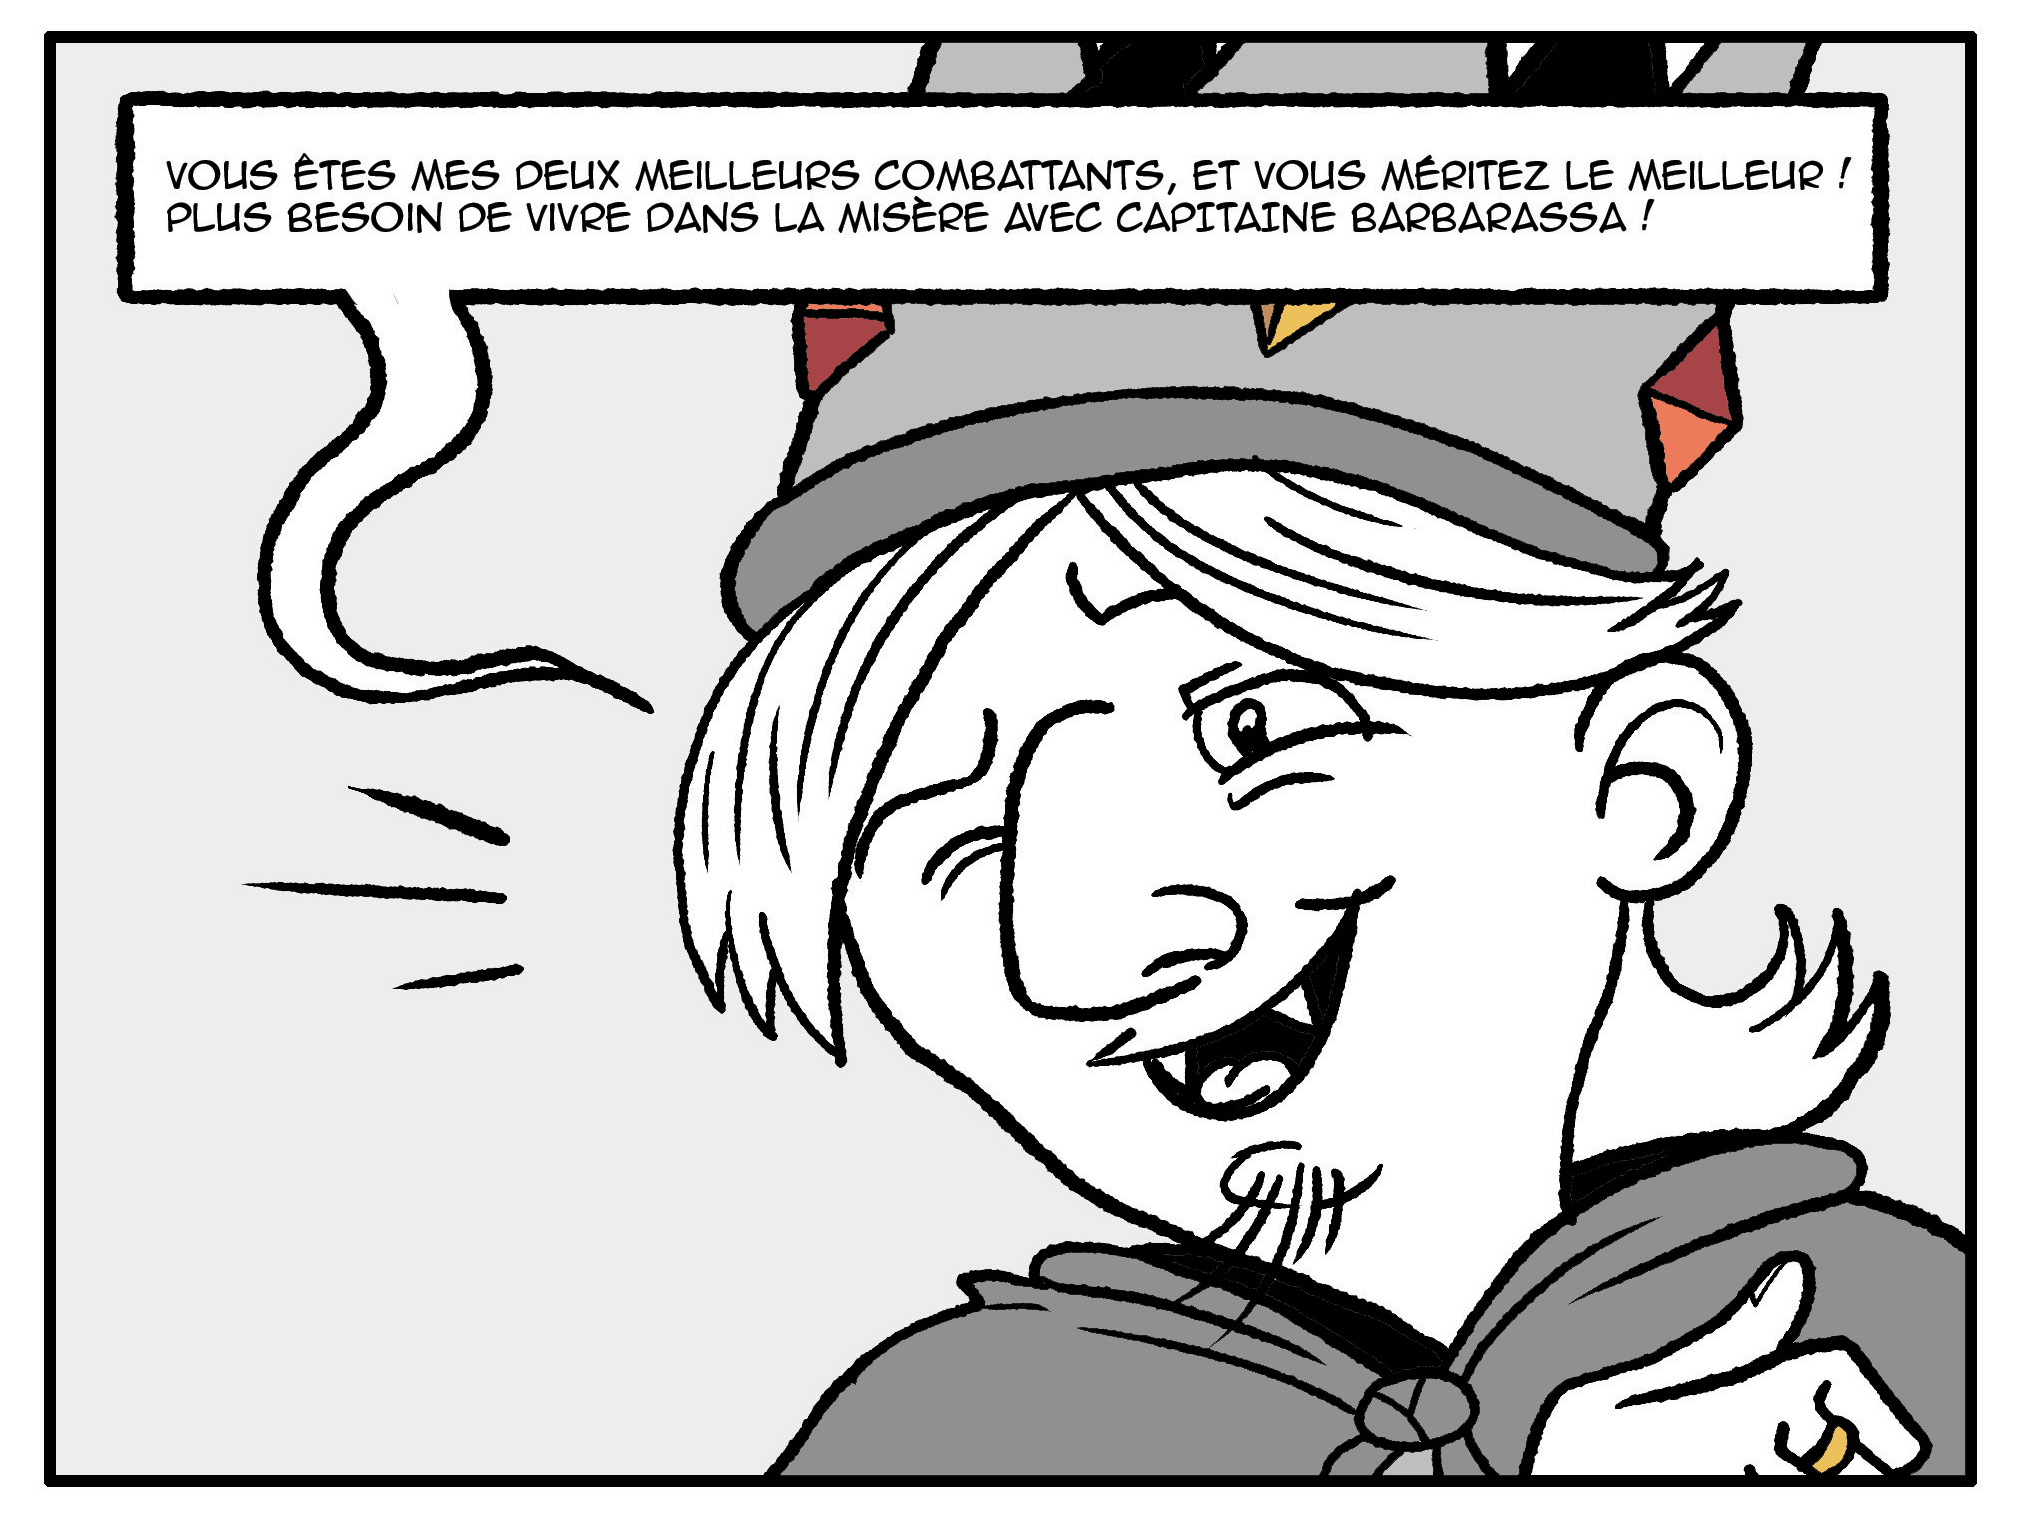 VOUS ÊTES MES DEUX MEILLEURS COMBATTANTS, ET VOUS MÉRITEZ LE MEILLEUR !
PLUS BESOIN DE VIVRE DANS LA MISÈRE AVEC CAPITAINE BARBARASSA !